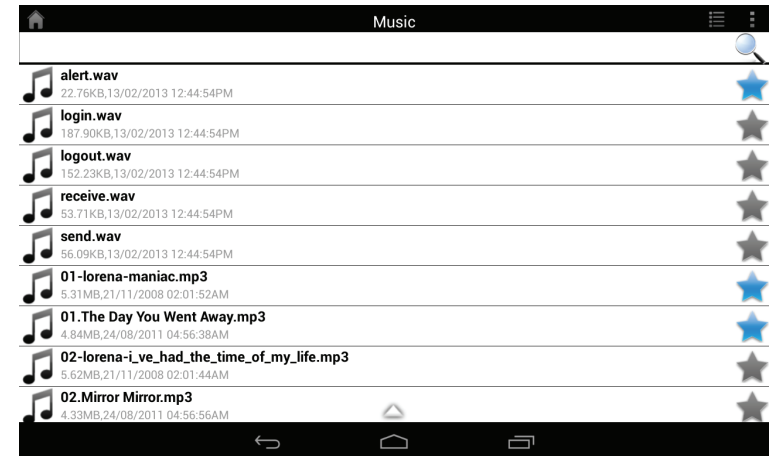 Music
alert.wav
22.76KB,13/02/2013 12:44:54PM
login.wav
187.90KB,13/02/2013 12:44:54PM
logout.wav
152.23KB,13/02/2013 12:44:54PM
receive.wav
53.71KB,13/02/2013 12:44:54PM
send.wav
56.09KB,13/02/2013 12:44:54PM
01-lorena-maniac.mp3
5.31MB,21/11/2008 02:01:52AM
01.The Day You Went Away.mp3
4.84MB,24/08/2011 04:56:38AM
02-lorena-i_ve_had_the_time_of_my_life.mp3
5.62MB,21/11/2008 02:01:44AM
02.Mirror Mirror.mp3
4.33MB,24/08/2011 04:56:56AM